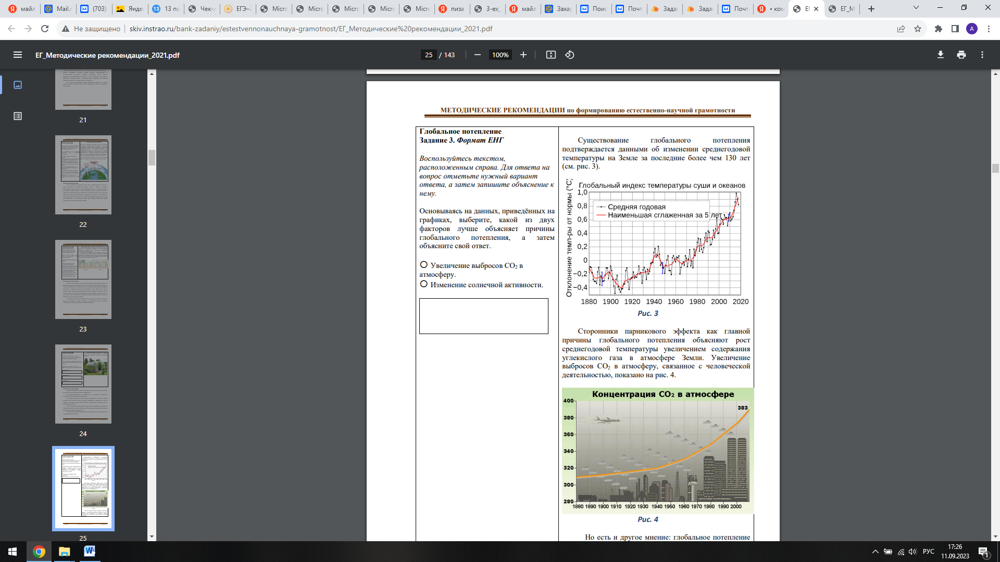 майл
Mail.r
(703)
Яндек
13 но
Чек-л
ЕГЭ–2
Micro
Micro
Micro
Micro
Micro
пиза
3-ех_
майл
Захар
Поис
Почт
Зада
Зада
Почт
• ком
ЕГ_М
Не защищено
skiv.instrao.ru/bank-zadaniy/estestvennonauchnaya-gramotnost/ЕГ_Методические%20рекомендации_2021.pdf
A
ЕГ_Методические рекомендации_2021.pdf
25 / 143
100%
21
22
23
24
25
МЕТОДИЧЕСКИЕ РЕКОМЕНДАЦИИ по формированию естественно-научной грамотности
Глобальное потепление
Задание 3. Формат ЕНГ
Воспользуйтесь текстом,
расположенным справа. Для ответа на
вопрос отметьте нужный вариант
ответа, а затем запишите объяснение к
нему.
Основываясь на данных, приведённых на
графиках, выберите, какой из двух
факторов лучше объясняет причины
глобального потепления, а затем
объясните свой ответ.
Увеличение выбросов CO₂ в
атмосферу.
Изменение солнечной активности.
Существование глобального потепления
подтверждается данными об изменении среднегодовой
температуры на Земле за последние более чем 130 лет
(см. рис. 3).
Глобальный индекс температуры суши и океанов
Отклонение темп-ры от нормы (°C)
Средняя годовая
Наименьшая сглаженная за 5 лет
1,0
0,8
0,6
0,4
0,2
0
−0,2
−0,4
1880 1900 1920 1940 1960 1980 2000 2020
Рис. 3
Сторонники парникового эффекта как главной
причины глобального потепления объясняют рост
среднегодовой температуры увеличением содержания
углекислого газа в атмосфере Земли. Увеличение
выбросов CO₂ в атмосферу, связанное с человеческой
деятельностью, показано на рис. 4.
Концентрация CO₂ в атмосфере
383
400
380
360
340
320
300
280
1880 1890 1900 1910 1920 1930 1940 1950 1960 1970 1980 1990 2000
Рис. 4
Но есть и другое мнение: глобальное потепление
РУС
17:26
11.09.2023
1